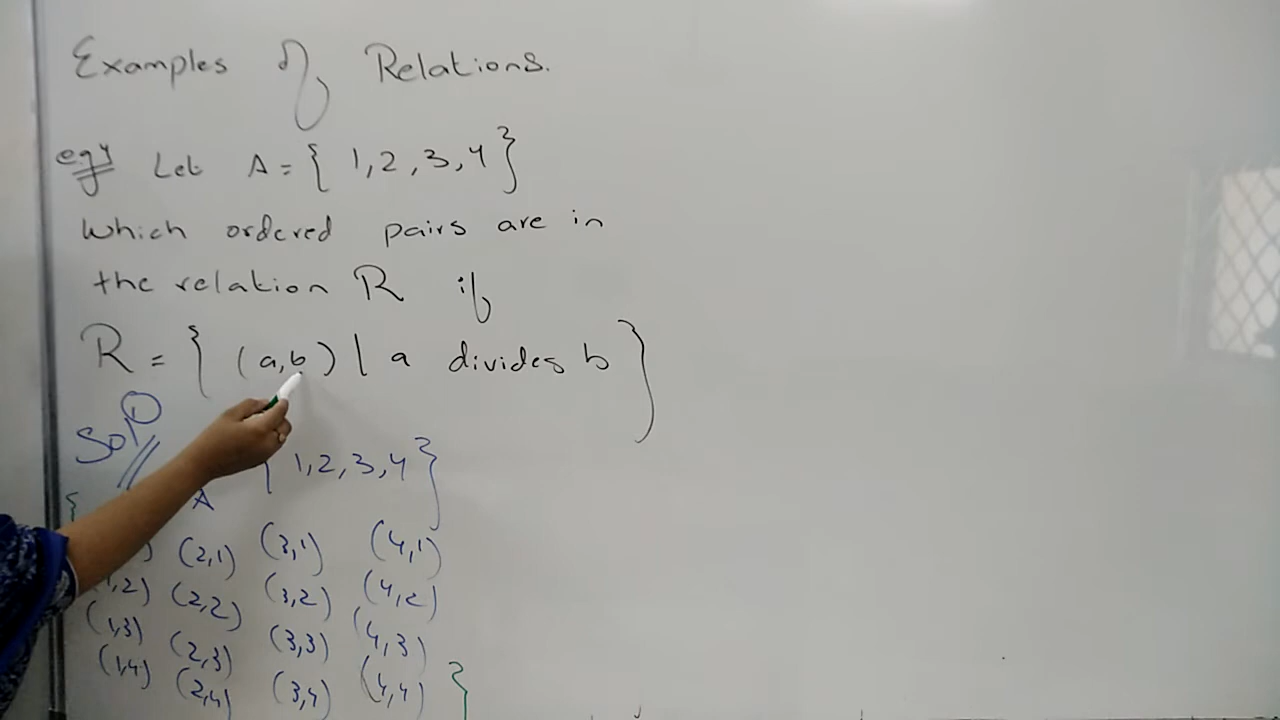 Examples of Relations.
eg1 Let A = { 1, 2, 3, 4 }
Which ordered pairs are in
the relation R if
R = { (a, b) | a divides b }
Solⁿ
{ 1, 2, 3, 4 }
{ A
(2,1) (3,1) (4,1)
1,2) (2,2) (3,2) (4,2)
(1,3) (2,3) (3,3) (4,3)
(1,4) (2,4) (3,4) (4,4) }